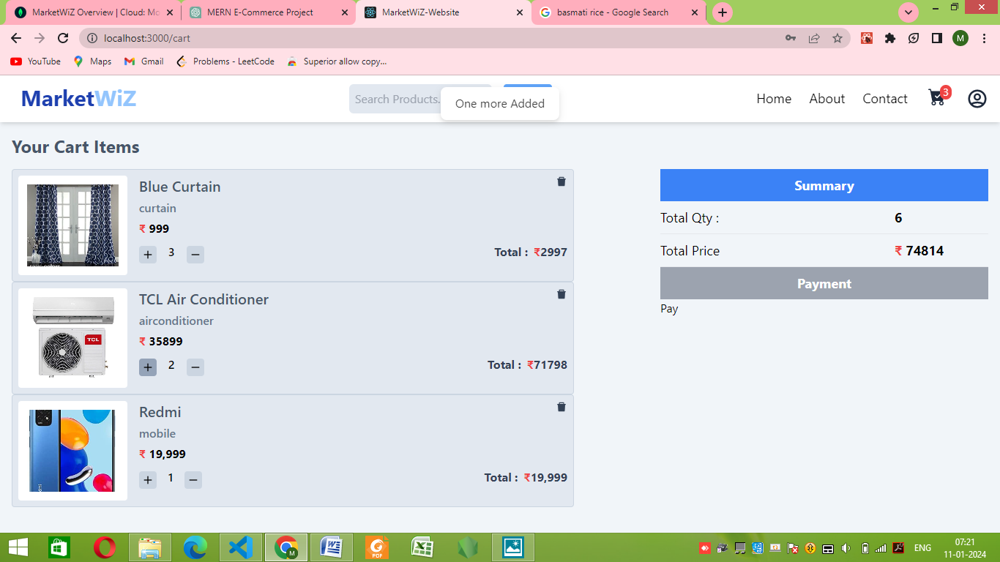 MarketWiZ Overview | Cloud: Mo
MERN E-Commerce Project
MarketWiZ-Website
basmati rice - Google Search
localhost:3000/cart
M
YouTube
Maps
Gmail
Problems - LeetCode
Superior allow copy...
MarketWiZ
Search Products.
One more Added
Home
About
Contact
3
Your Cart Items
Blue Curtain
curtain
₹ 999
+ 3 −
Total : ₹2997
TCL Air Conditioner
airconditioner
₹ 35899
+ 2 −
Total : ₹71798
TCL
Redmi
mobile
₹ 19,999
+ 1 −
Total : ₹19,999
Summary
Total Qty : 6
Total Price ₹ 74814
Payment
Pay
PDF
ENG
07:21
11-01-2024